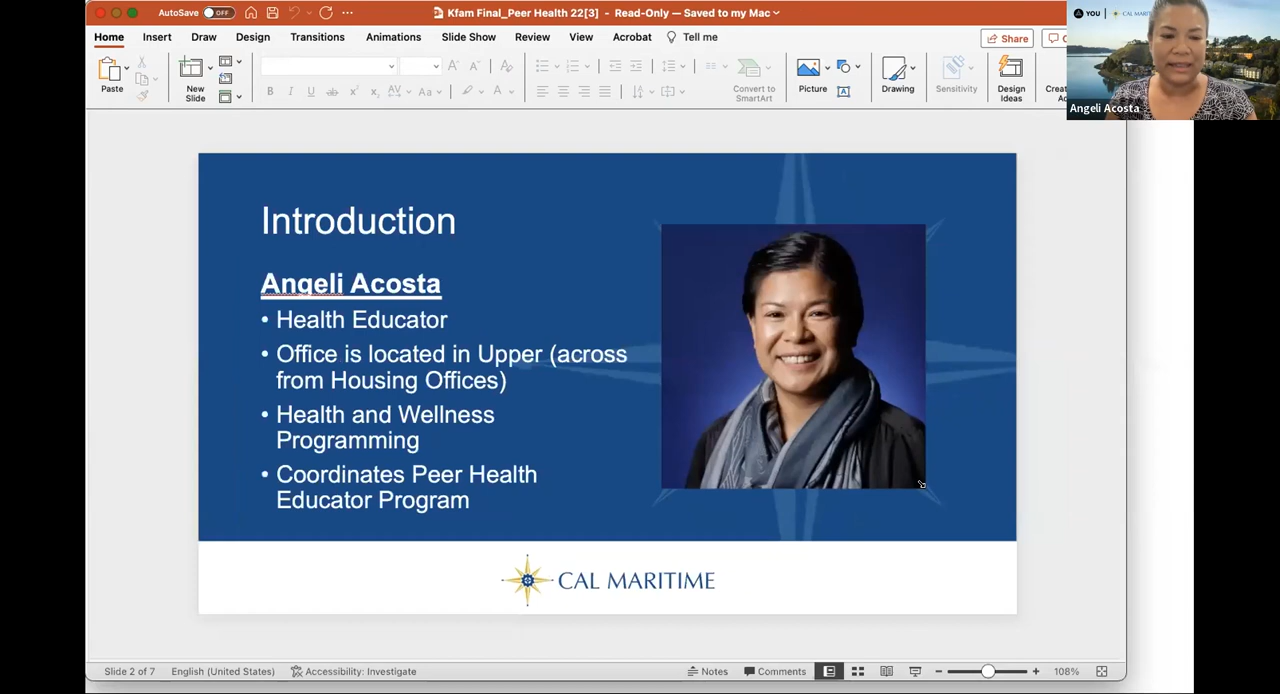 AutoSave OFF
Kfam Final_Peer Health 22[3] - Read-Only — Saved to my Mac
YOU | CAL MARITIME
Home Insert Draw Design Transitions Animations Slide Show Review View Acrobat Tell me
Share
Paste
New
Slide
Convert to
SmartArt
Picture
Drawing
Sensitivity
Design
Ideas
Angeli Acosta
Introduction
Angeli Acosta
• Health Educator
• Office is located in Upper (across
from Housing Offices)
• Health and Wellness
Programming
• Coordinates Peer Health
Educator Program
CAL MARITIME
Slide 2 of 7 English (United States) Accessibility: Investigate Notes Comments 108%